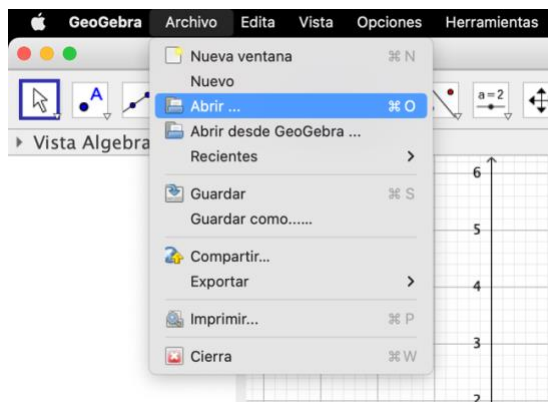 GeoGebra Archivo Edita Vista Opciones Herramientas
Nueva ventana ⌘ N
Nuevo
Abrir ... ⌘ O
Abrir desde GeoGebra ...
Recientes
Guardar ⌘ S
Guardar como......
Compartir...
Exportar
Imprimir... ⌘ P
Cierra ⌘ W
A
a = 2
Vista Algebra
6
5
4
3
2